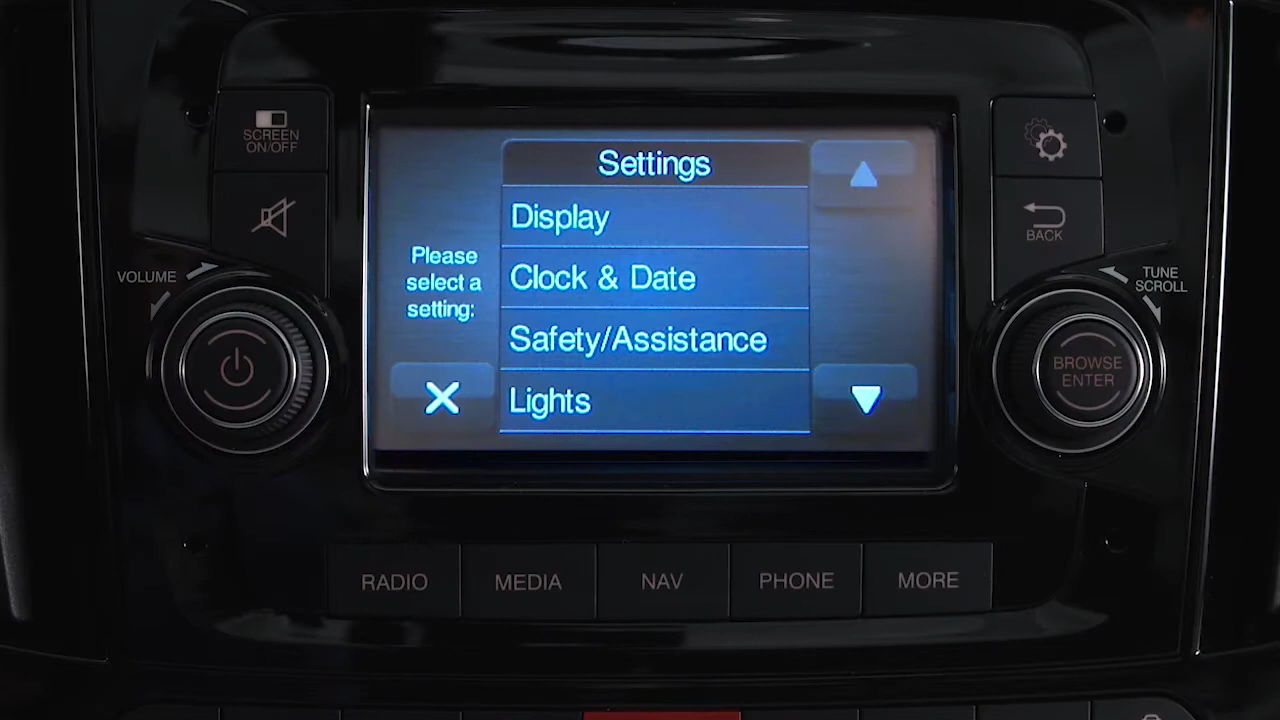 SCREEN
ON/OFF
VOLUME
Please
select a
setting:
Settings
Display
Clock & Date
Safety/Assistance
Lights
BACK
TUNE
SCROLL
BROWSE
ENTER
RADIO
MEDIA
NAV
PHONE
MORE